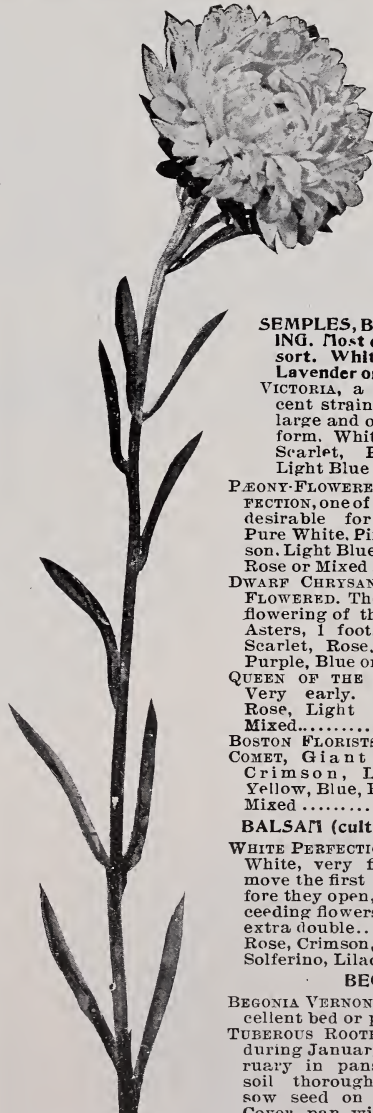 SEMPLES, B
ING. Most
sort. Whit
Lavender or
VICTORIA, a
cent strain
large and o
form. Whit
Scarlet,
Light Blue
PÆONY-FLOWERE
FECTION, one of
desirable for
Pure White, Pi
son, Light Blue
Rose or Mixed
DWARF CHRYSAN
FLOWERED. Th
flowering of th
Asters, 1 foot
Scarlet, Rose,
Purple, Blue or
QUEEN OF THE
Very early.
Rose, Light
Mixed..........
BOSTON FLORISTS
COMET, Giant
Crimson, L
Yellow, Blue,
Mixed ..........
BALSAM (cult
WHITE PERFECTIO
White, very f
move the first
fore they open,
ceeding flowers
extra double..
Rose, Crimson,
Solferino, Lilac
BEG
BEGONIA VERNON
cellent bed or p
TUBEROUS ROOTE
during Januar
ruary in pans
soil thorough
sow seed on
Cover pan wi